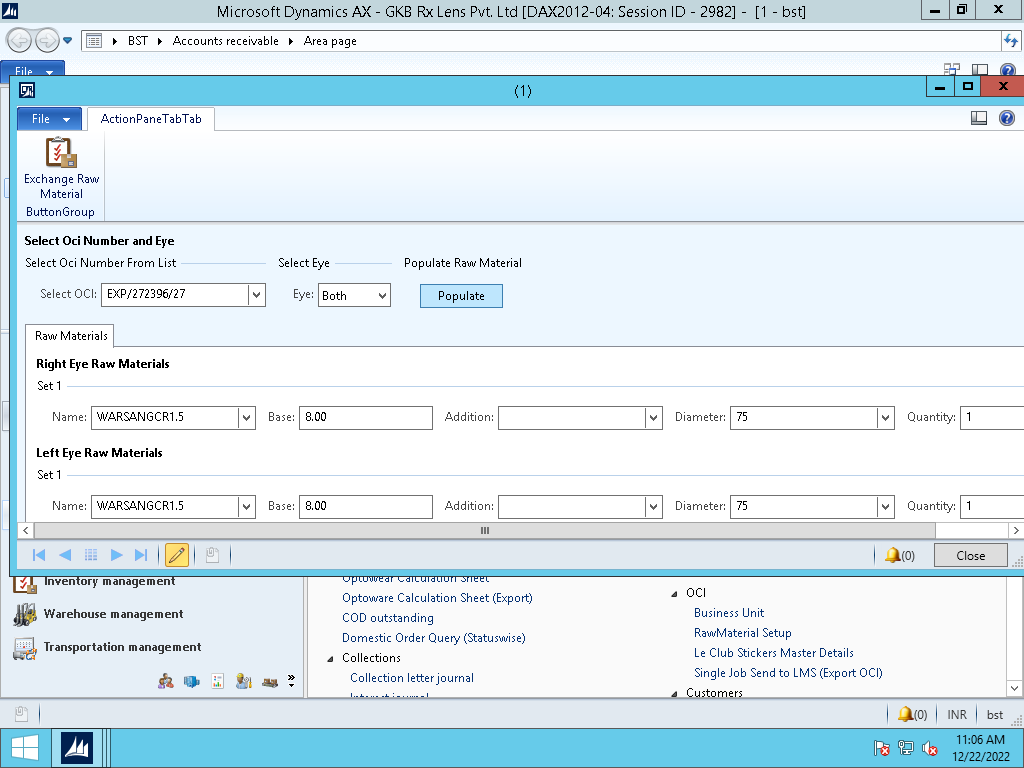 Microsoft Dynamics AX - GKB Rx Lens Pvt. Ltd [DAX2012-04: Session ID - 2982] - [1 - bst]
BST Accounts receivable Area page
File
(1)
File ActionPaneTabTab
Exchange Raw
Material
ButtonGroup
Select Oci Number and Eye
Select Oci Number From List Select Eye Populate Raw Material
Select OCI: EXP/272396/27 Eye: Both Populate
Raw Materials
Right Eye Raw Materials
Set 1
Name: WARSANGCR1.5 Base: 8.00 Addition: Diameter: 75 Quantity: 1
Left Eye Raw Materials
Set 1
Name: WARSANGCR1.5 Base: 8.00 Addition: Diameter: 75 Quantity: 1
(0) Close
Inventory management
Warehouse management
Transportation management
Optowear Calculation Sheet
Optoware Calculation Sheet (Export)
COD outstanding
Domestic Order Query (Statuswise)
Collections
Collection letter journal
Interest journal
OCI
Business Unit
RawMaterial Setup
Le Club Stickers Master Details
Single Job Send to LMS (Export OCI)
Customers
(0) INR bst
11:06 AM
12/22/2022